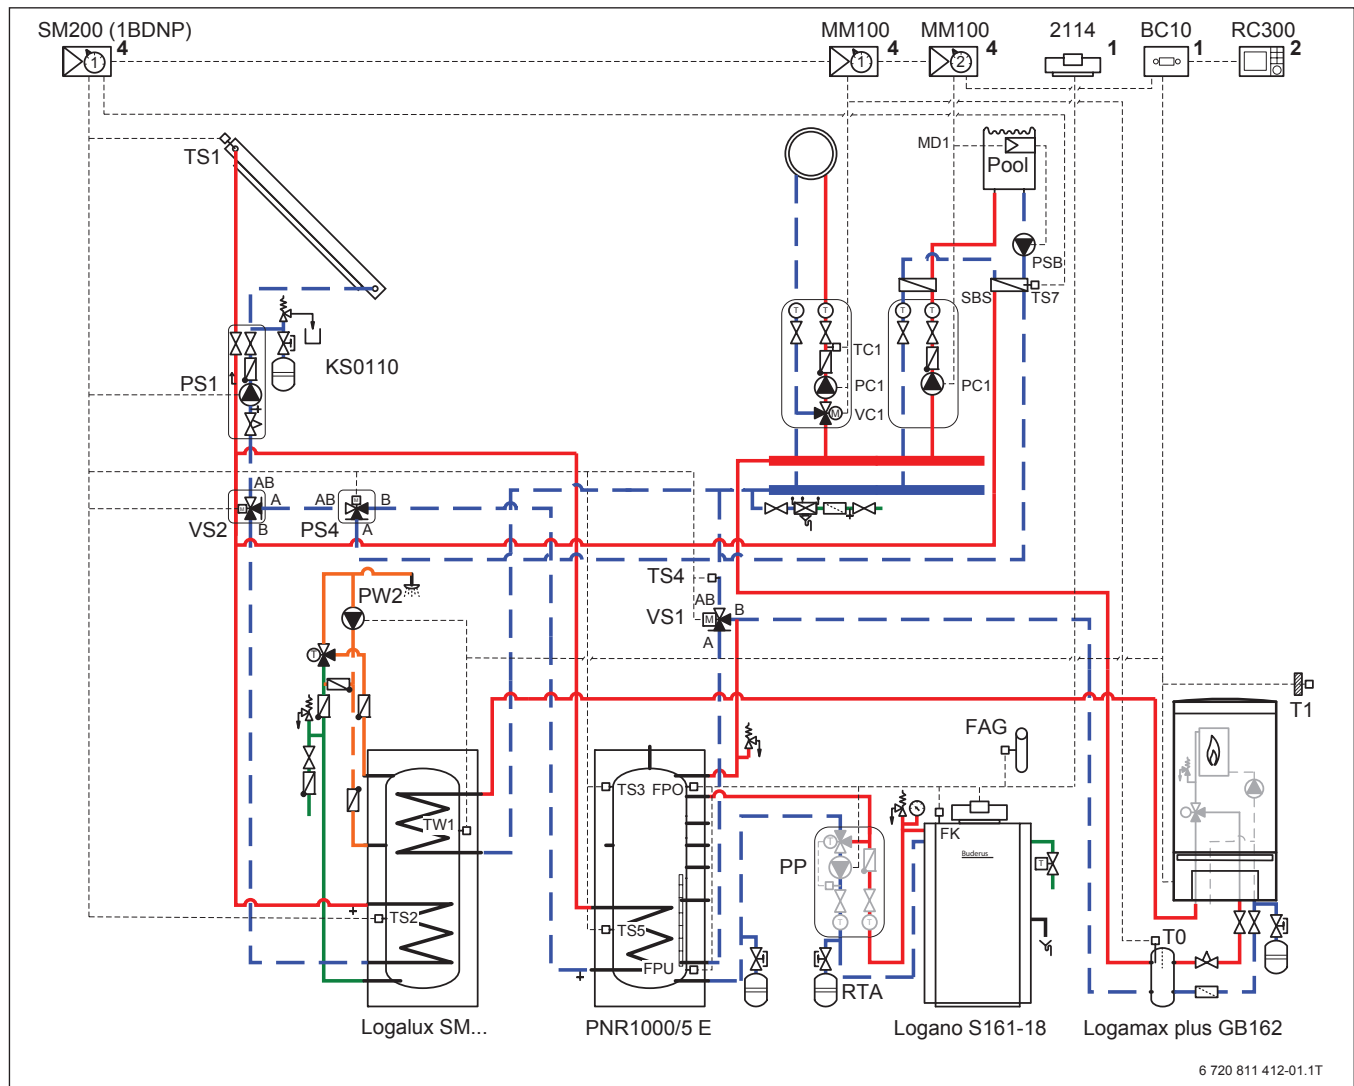 SM200 (1BDNP) MM100 MM100 2114 BC10 RC300
1 4 1 4 2 4 1 1 2
TS1
MD1
Pool
PSB
SBS TS7
T T T T
KS0110
TC1
PS1
PC1 PC1
M VC1
AB
A AB M B
M
VS2 B PS4 A
TS4
PW2
AB
B
VS1 M
A
T
T1
FAG
TS3 FPO
TW1
FK
Buderus
T
PP
T
TS2
TS5
T T
T0
FPU
RTA
Logalux SM... PNR1000/5 E Logano S161-18 Logamax plus GB162
6 720 811 412-01.1T